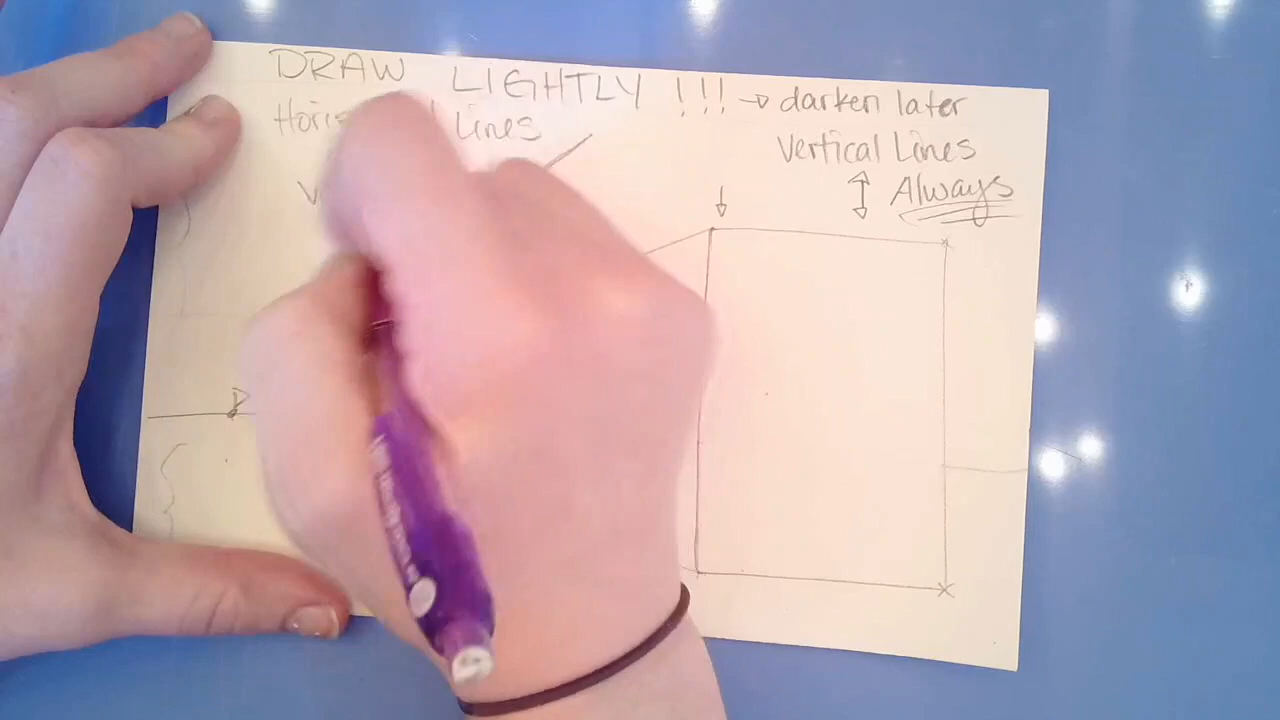 DRAW LIGHTLY !!! → darken later
Lines
Vertical Lines
↕ Always
P